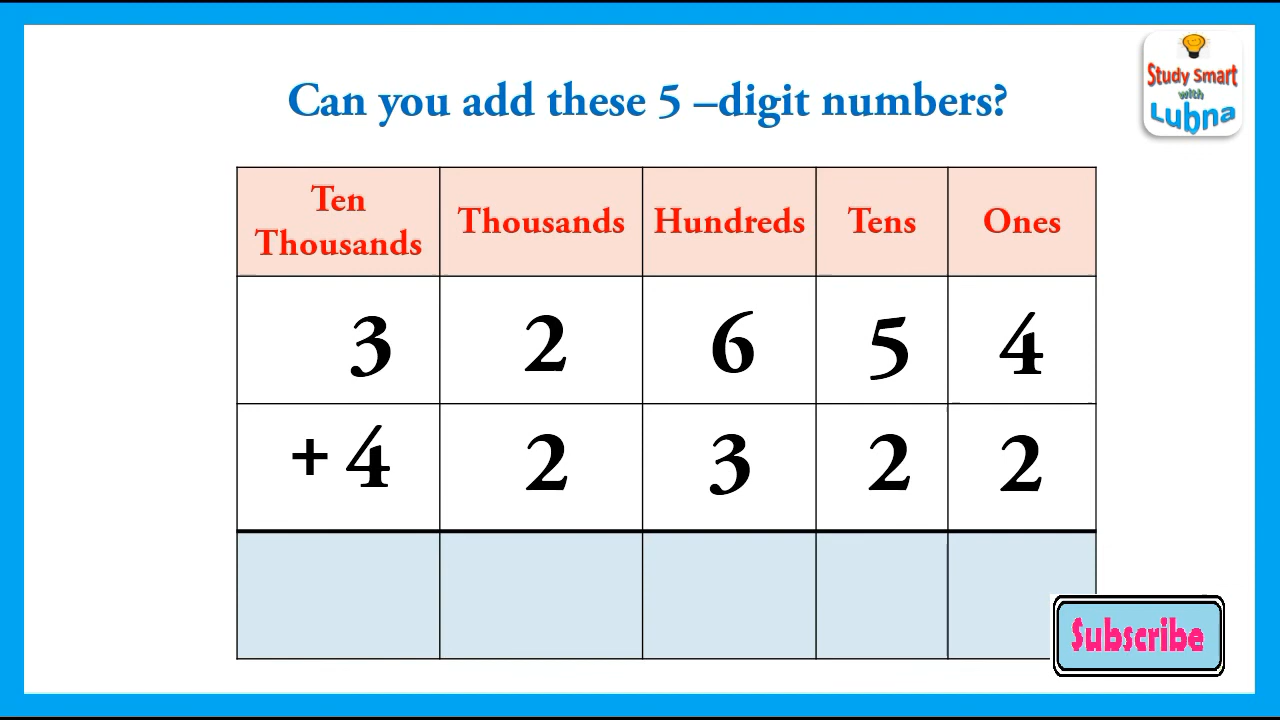 Can you add these 5 –digit numbers?
Study Smart
with
Lubna
Ten
Thousands
Thousands
Hundreds
Tens
Ones
3 2 6 5 4
+ 4 2 3 2 2
Subscribe